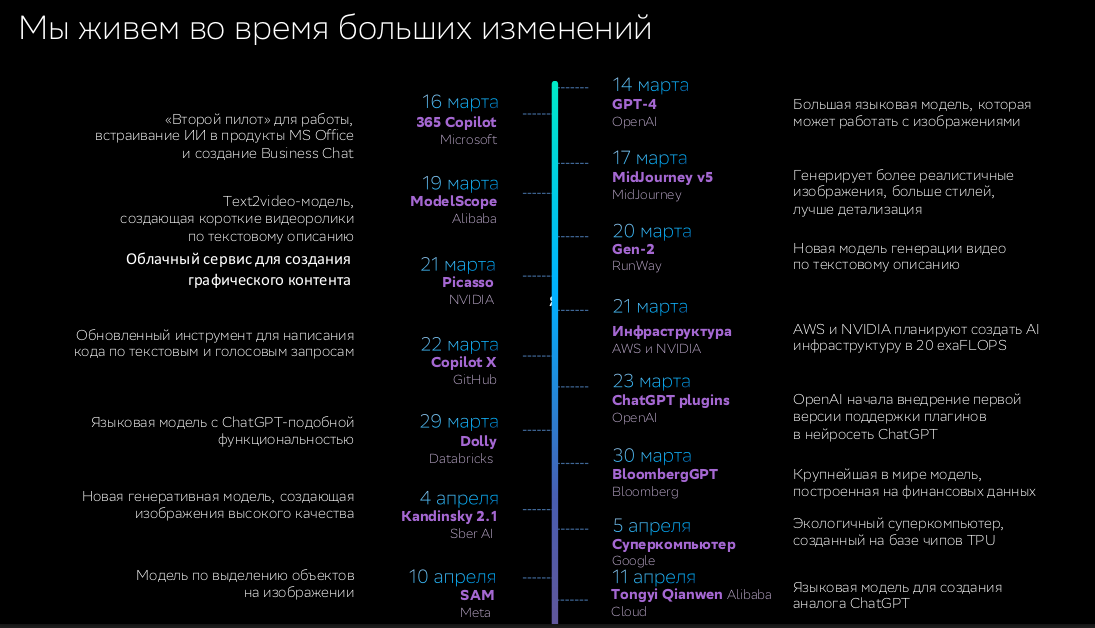 Мы живем во время больших изменений
14 марта
GPT-4
OpenAI
Большая языковая модель, которая
может работать с изображениями
16 марта
365 Copilot
Microsoft
«Второй пилот» для работы,
встраивание ИИ в продукты MS Office
и создание Business Chat
17 марта
MidJourney v5
MidJourney
Генерирует более реалистичные
изображения, больше стилей,
лучше детализация
19 марта
ModelScope
Alibaba
Text2video-модель,
создающая короткие видеоролики
по текстовому описанию
20 марта
Gen-2
RunWay
Новая модель генерации видео
по текстовому описанию
21 марта
Picasso
NVIDIA
Облачный сервис для создания
графического контента
21 марта
Инфраструктура
AWS и NVIDIA
AWS и NVIDIA планируют создать AI
инфраструктуру в 20 exaFLOPS
22 марта
Copilot X
GitHub
Обновленный инструмент для написания
кода по текстовым и голосовым запросам
23 марта
ChatGPT plugins
OpenAI
OpenAI начала внедрение первой
версии поддержки плагинов
в нейросеть ChatGPT
29 марта
Dolly
Databricks
Языковая модель с ChatGPT-подобной
функциональностью
30 марта
BloombergGPT
Bloomberg
Крупнейшая в мире модель,
построенная на финансовых данных
4 апреля
Kandinsky 2.1
Sber AI
Новая генеративная модель, создающая
изображения высокого качества
5 апреля
Суперкомпьютер
Google
Экологичный суперкомпьютер,
созданный на базе чипов TPU
10 апреля
SAM
Meta
Модель по выделению объектов
на изображении
11 апреля
Tongyi Qianwen Alibaba
Cloud
Языковая модель для создания
аналога ChatGPT